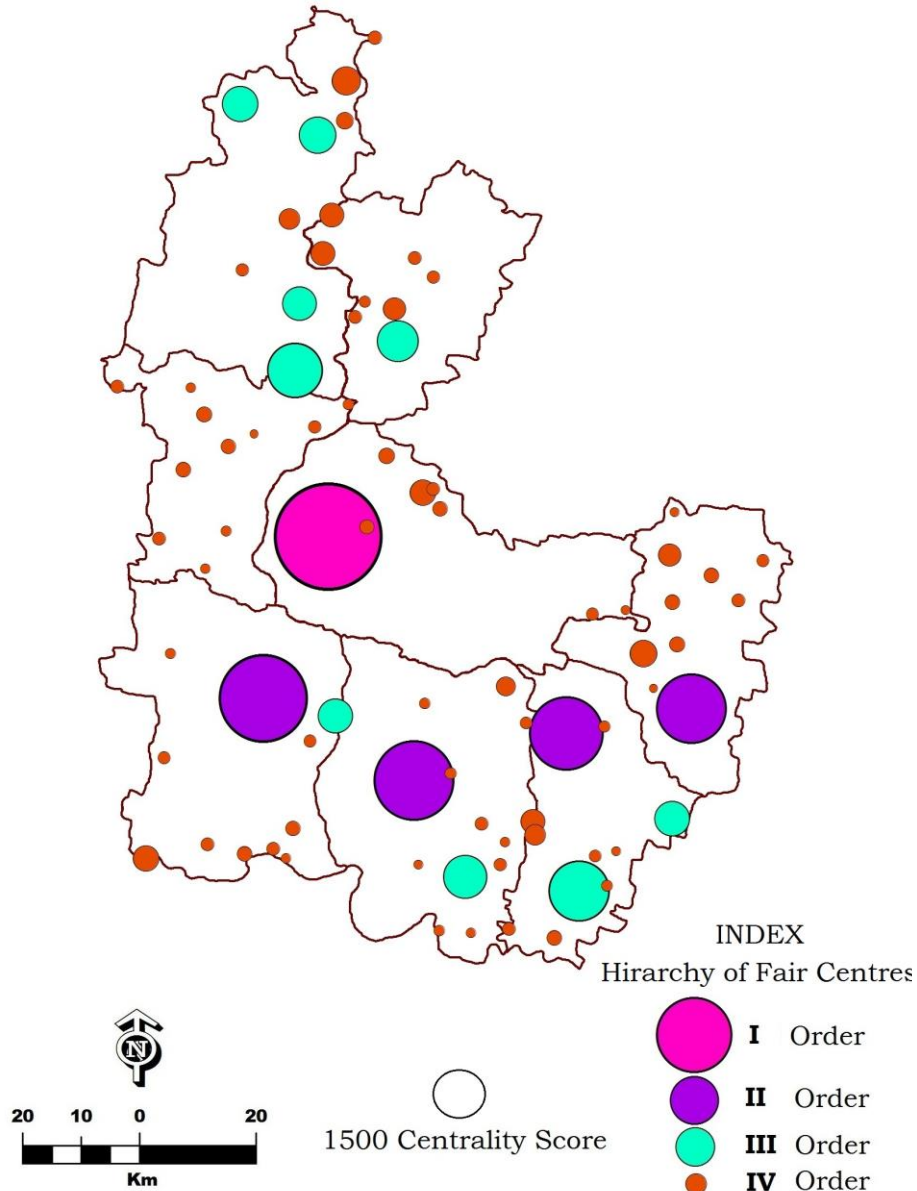 INDEX
Hirarchy of Fair Centres
I Order
II Order
III Order
IV Order
N
20 10 0 20
Km
1500 Centrality Score